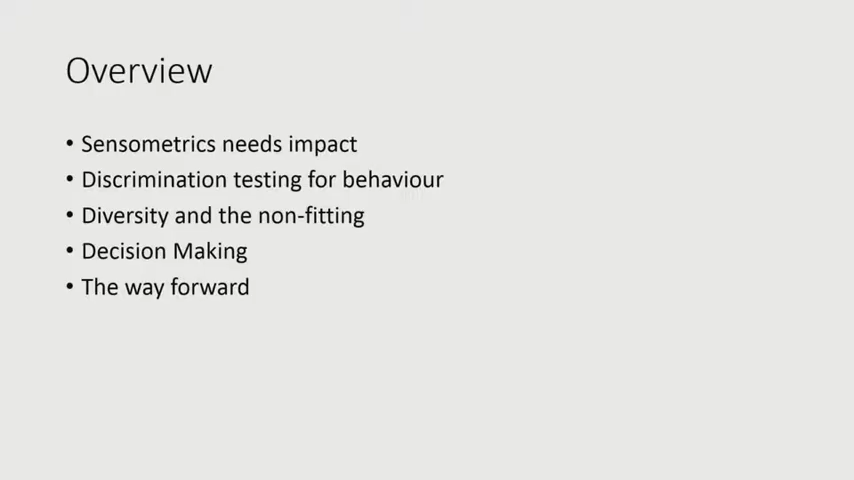 Overview
• Sensometrics needs impact
• Discrimination testing for behaviour
• Diversity and the non-fitting
• Decision Making
• The way forward